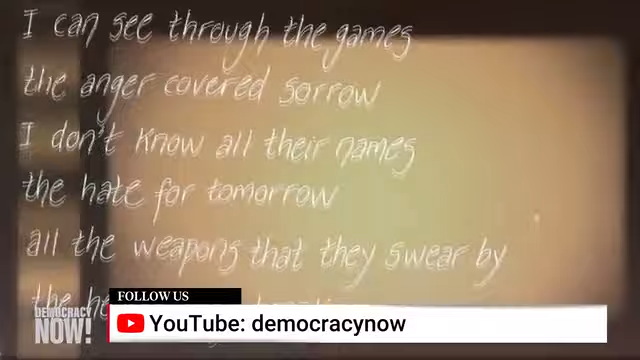 I can see through the games
the anger covered sorrow
I don't know all their names
the hate for tomorrow
all the weapons that they swear by
the
FOLLOW US
YouTube: democracynow
DEMOCRACY
NOW!